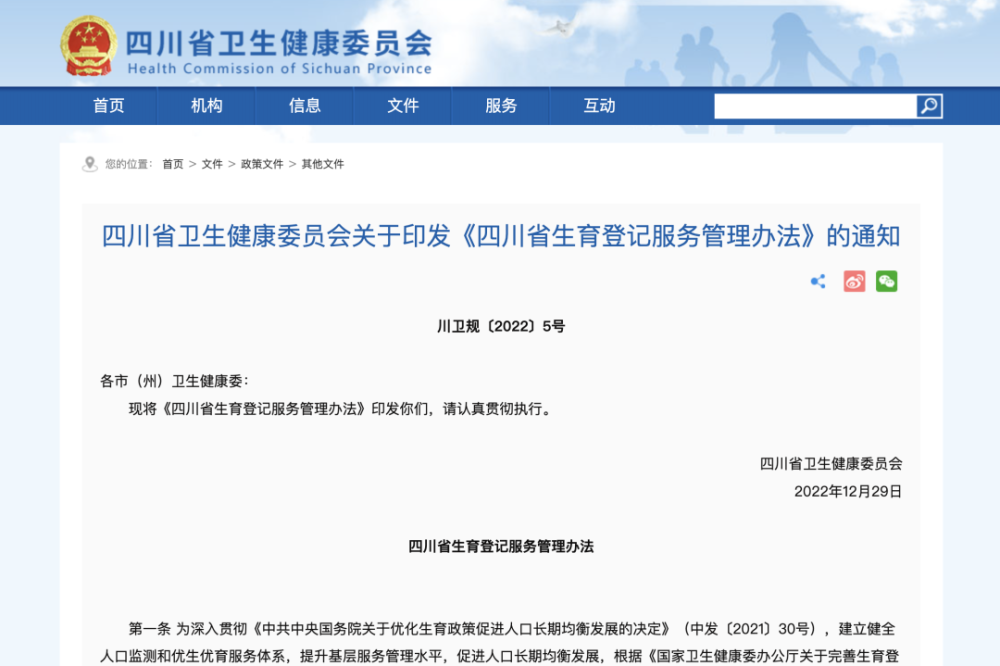 四川省卫生健康委员会
Health Commission of Sichuan Province
首页 机构 信息 文件 服务 互动
您的位置： 首页 > 文件 > 政策文件 > 其他文件
四川省卫生健康委员会关于印发《四川省生育登记服务管理办法》的通知
川卫规〔2022〕5号
各市（州）卫生健康委：
现将《四川省生育登记服务管理办法》印发你们，请认真贯彻执行。
四川省卫生健康委员会
2022年12月29日
四川省生育登记服务管理办法
第一条 为深入贯彻《中共中央国务院关于优化生育政策促进人口长期均衡发展的决定》（中发〔2021〕30号），建立健全
人口监测和优生优育服务体系，提升基层服务管理水平，促进人口长期均衡发展，根据《国家卫生健康委办公厅关于完善生育登